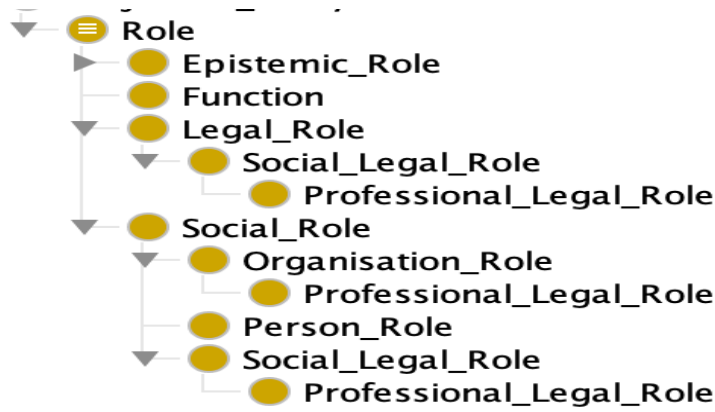 Role
Epistemic_Role
Function
Legal_Role
Social_Legal_Role
Professional_Legal_Role
Social_Role
Organisation_Role
Professional_Legal_Role
Person_Role
Social_Legal_Role
Professional_Legal_Role